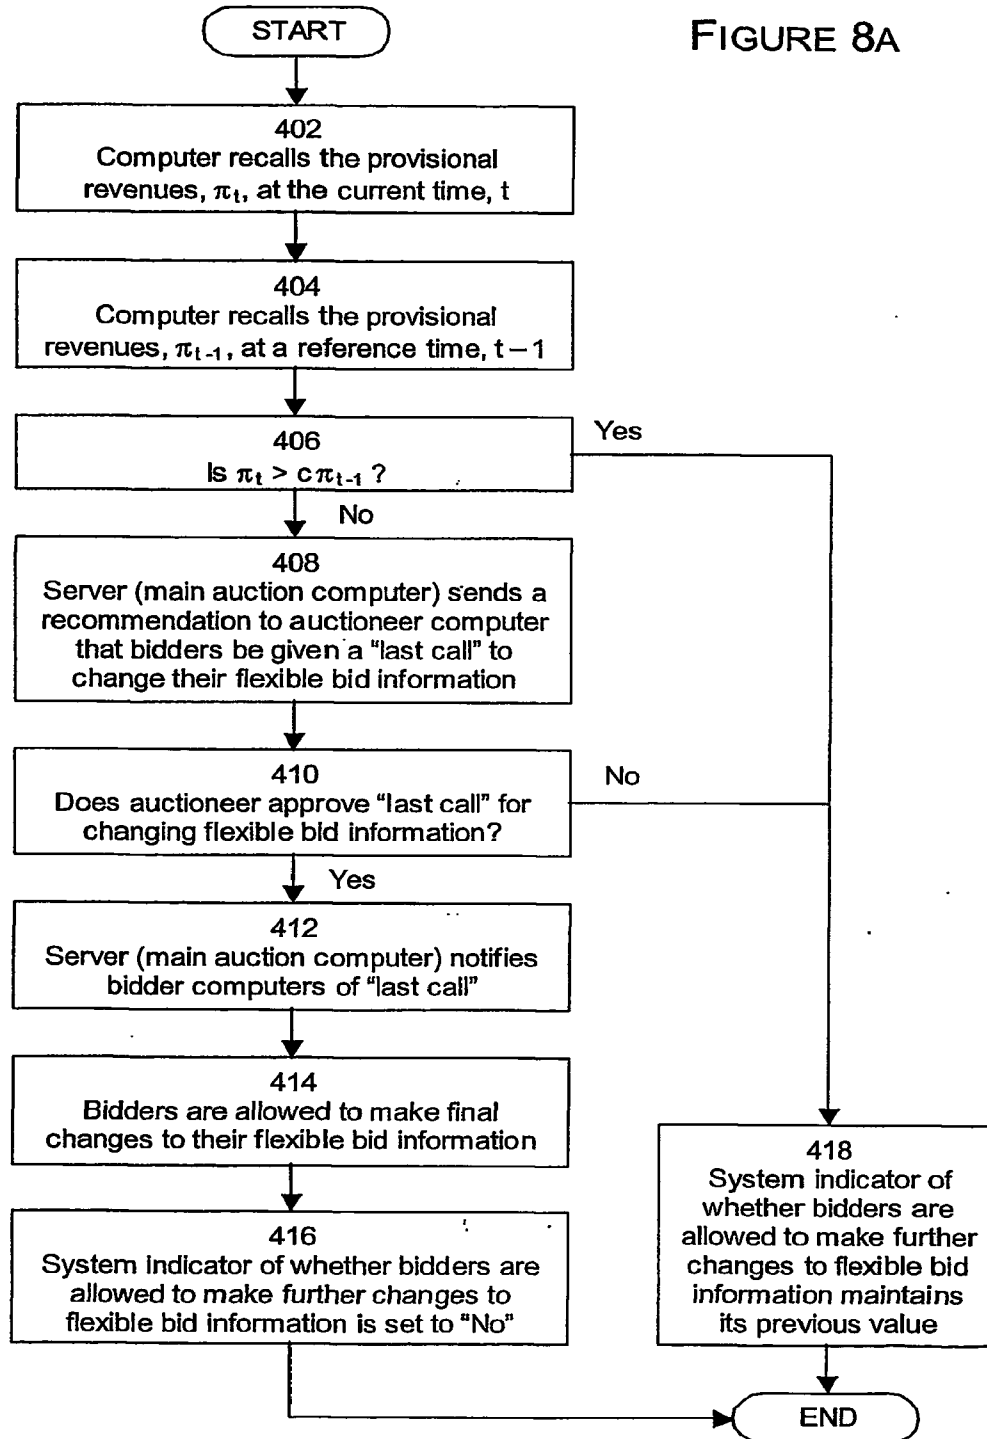 START
FIGURE 8A
402
Computer recalls the provisional
revenues, πt, at the current time, t
404
Computer recalls the provisional
revenues, πt-1, at a reference time, t–1
406
Is πt > cπt-1 ?
Yes
No
408
Server (main auction computer) sends a
recommendation to auctioneer computer
that bidders be given a “last call” to
change their flexible bid information
410
Does auctioneer approve “last call” for
changing flexible bid information?
No
Yes
412
Server (main auction computer) notifies
bidder computers of “last call”
414
Bidders are allowed to make final
changes to their flexible bid information
416
System indicator of whether bidders are
allowed to make further changes to
flexible bid information is set to “No”
418
System indicator of
whether bidders are
allowed to make further
changes to flexible bid
information maintains
its previous value
END